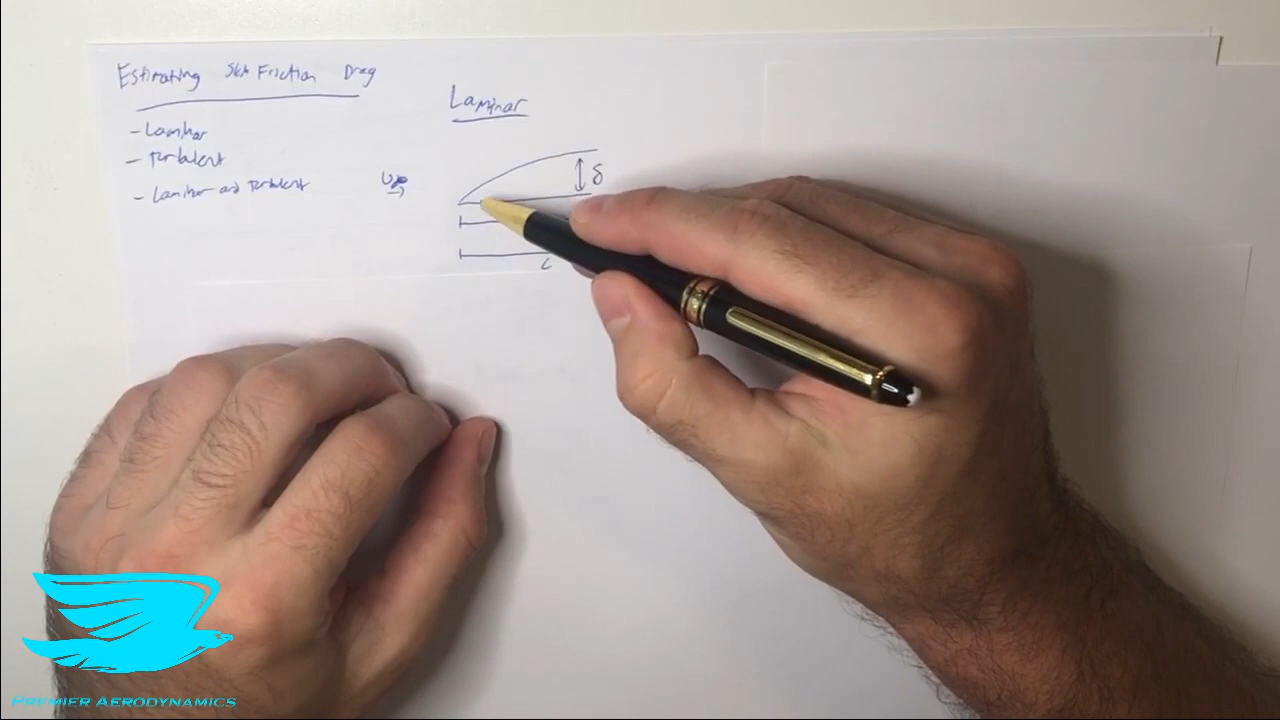 Estimating Skin Friction Drag
- Laminar
- Turbulent
- Laminar and Turbulent
Laminar
δ
L
PREMIER AERODYNAMICS